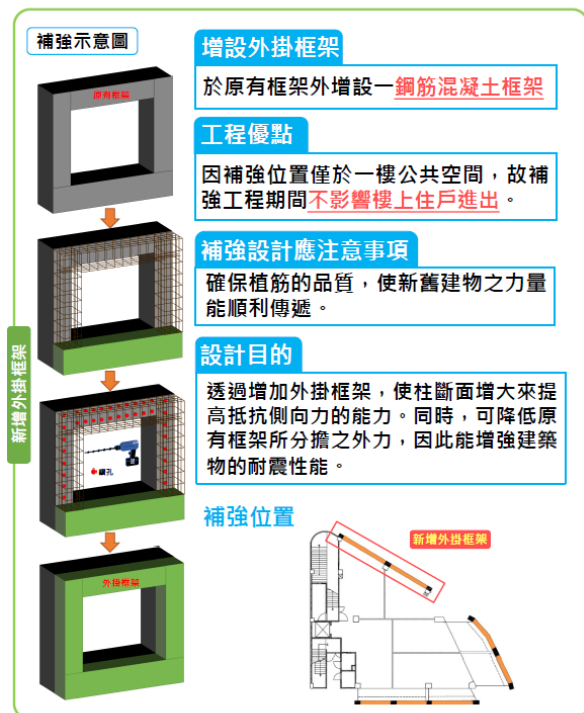 新增外掛框架
補強示意圖
原有框架
鑽孔
外掛框架
增設外掛框架
於原有框架外增設一鋼筋混凝土框架
工程優點
因補強位置僅於一樓公共空間，故補
強工程期間不影響樓上住戶進出。
補強設計應注意事項
確保植筋的品質，使新舊建物之力量
能順利傳遞。
設計目的
透過增加外掛框架，使柱斷面增大來提
高抵抗側向力的能力。同時，可降低原
有框架所分擔之外力，因此能增強建築
物的耐震性能。
補強位置
新增外掛框架